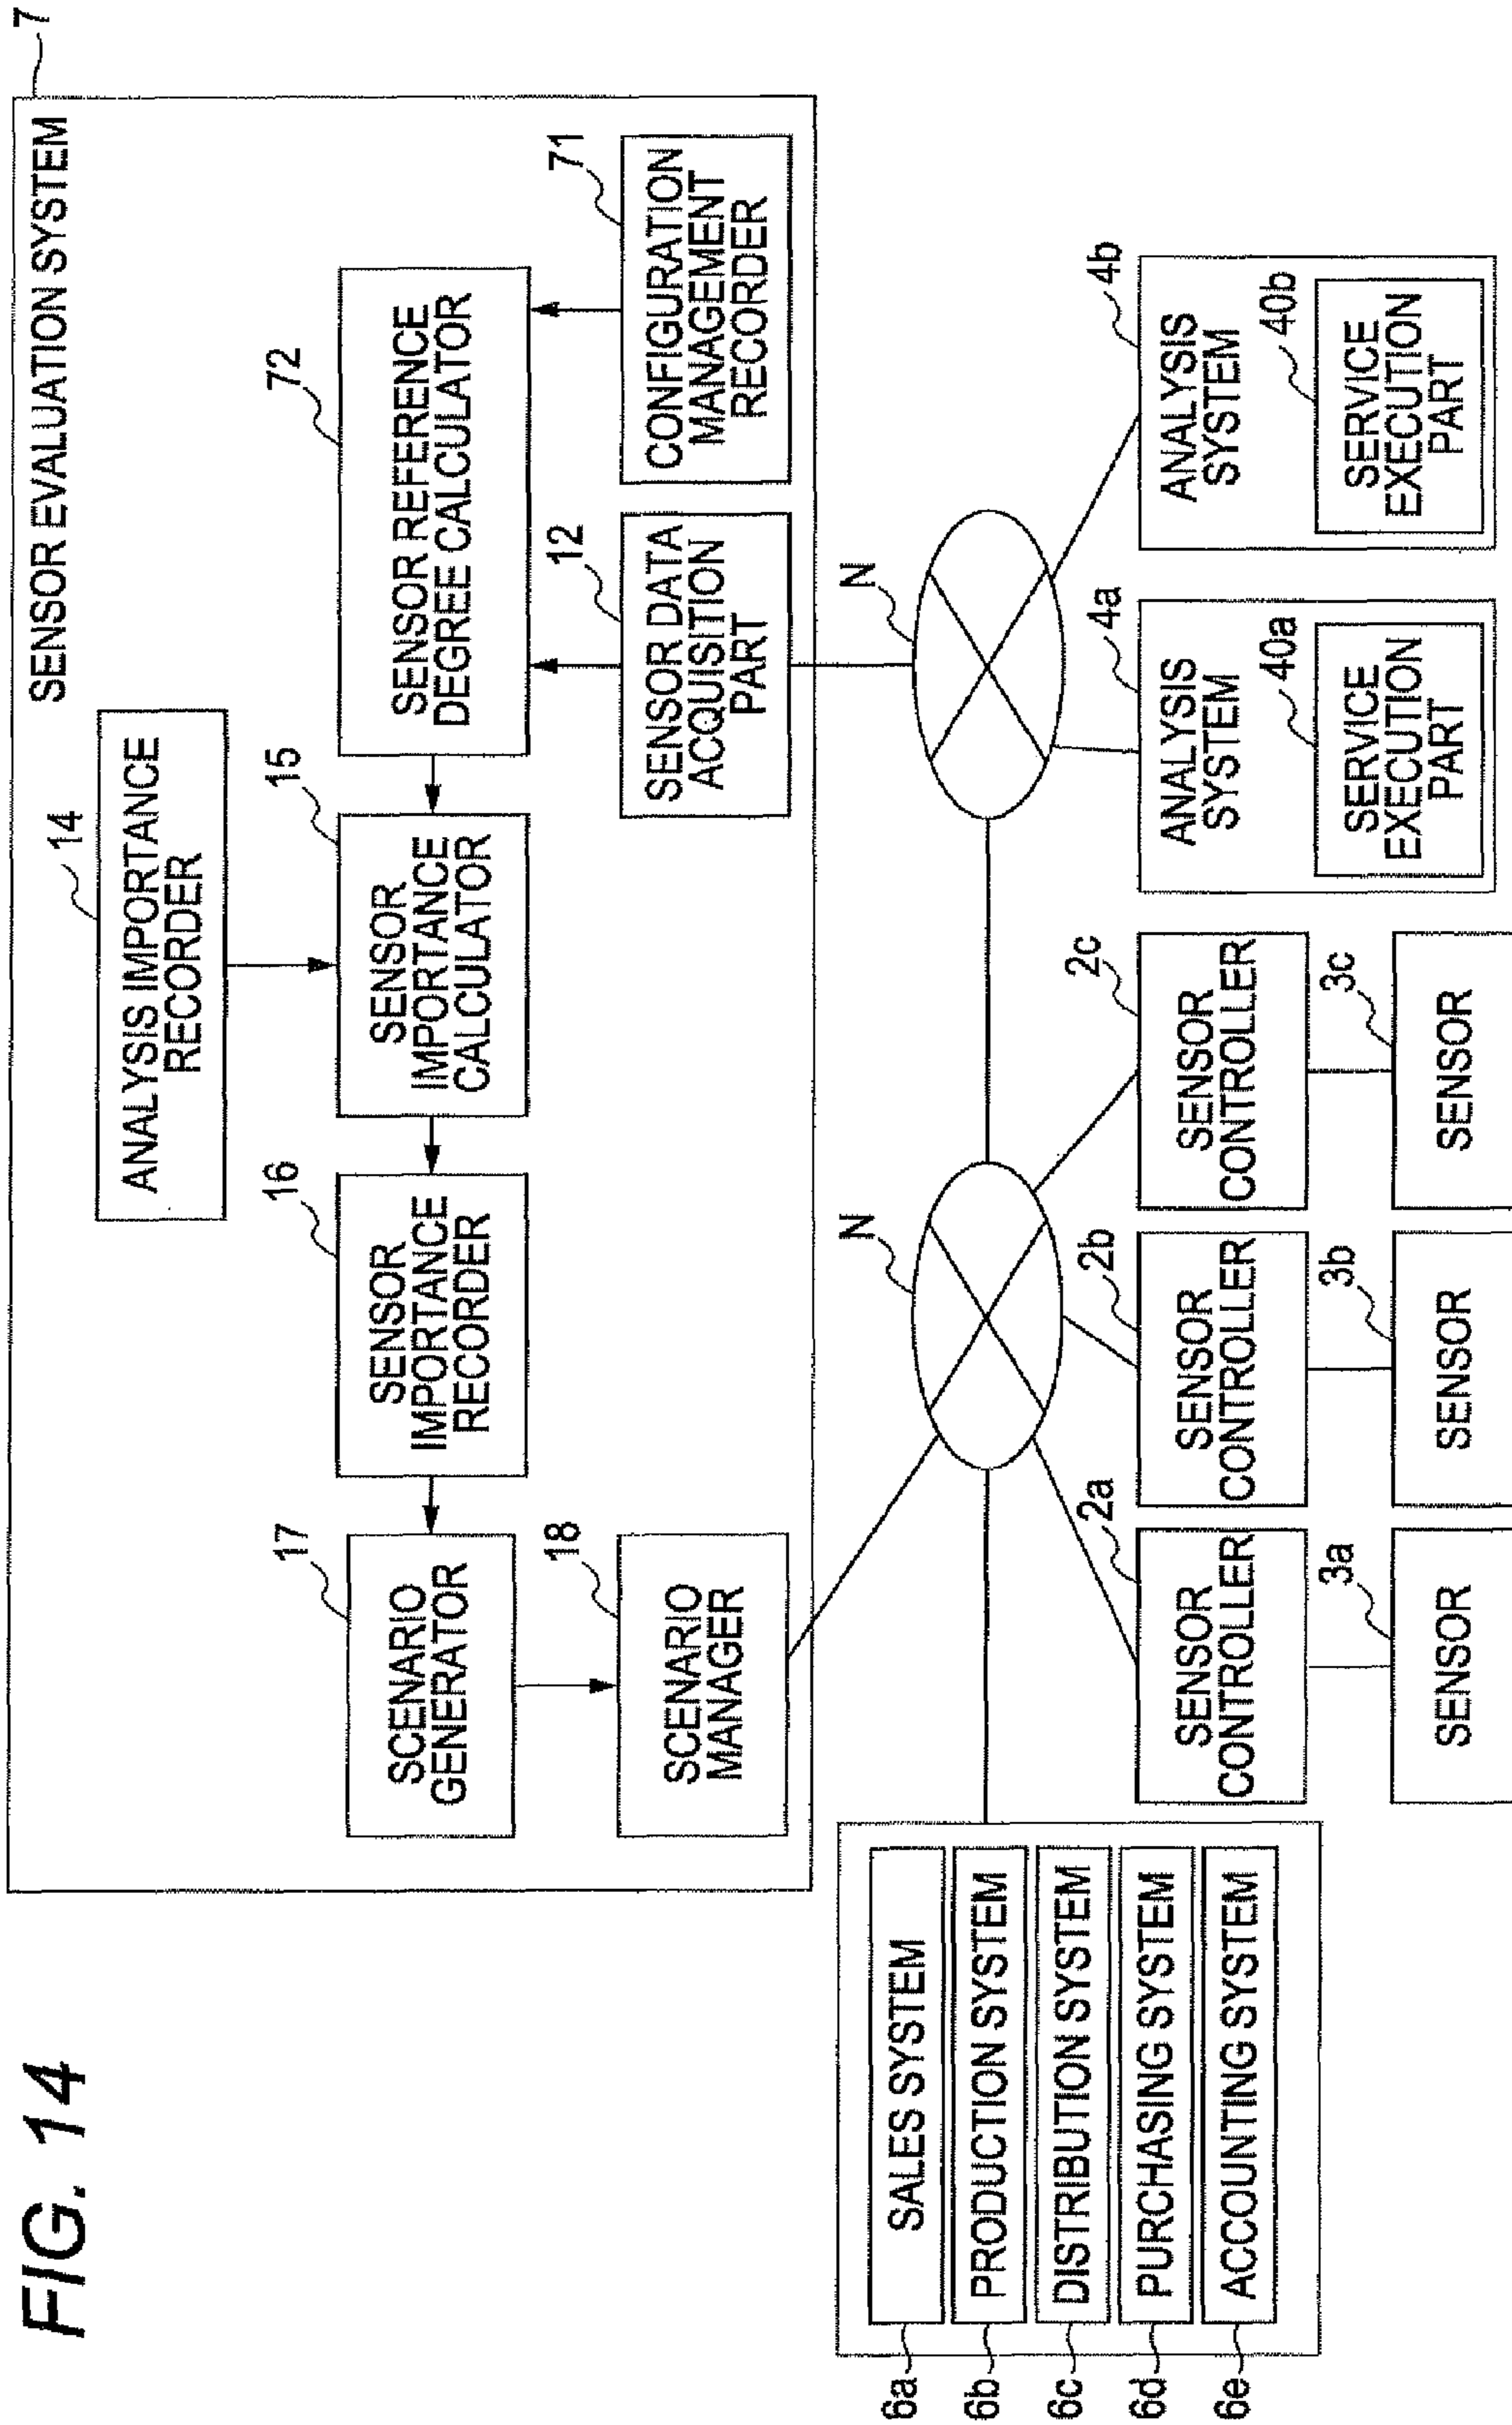 FIG. 14
7
SENSOR EVALUATION SYSTEM
14
ANALYSIS IMPORTANCE
RECORDER
17
SCENARIO
GENERATOR
16
SENSOR
IMPORTANCE
RECORDER
15
SENSOR
IMPORTANCE
CALCULATOR
72
SENSOR REFERENCE
DEGREE CALCULATOR
18
SCENARIO
MANAGER
12
SENSOR DATA
ACQUISITION
PART
71
CONFIGURATION
MANAGEMENT
RECORDER
N
N
6a
SALES SYSTEM
6b
PRODUCTION SYSTEM
6c
DISTRIBUTION SYSTEM
6d
PURCHASING SYSTEM
6e
ACCOUNTING SYSTEM
2a
SENSOR
CONTROLLER
2b
SENSOR
CONTROLLER
2c
SENSOR
CONTROLLER
4a
ANALYSIS
SYSTEM
4b
ANALYSIS
SYSTEM
3a
SENSOR
3b
SENSOR
3c
SENSOR
40a
SERVICE
EXECUTION
PART
40b
SERVICE
EXECUTION
PART